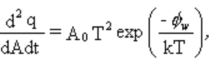 d²q/dAdt = A₀ T² exp(-ϕ_w/kT),